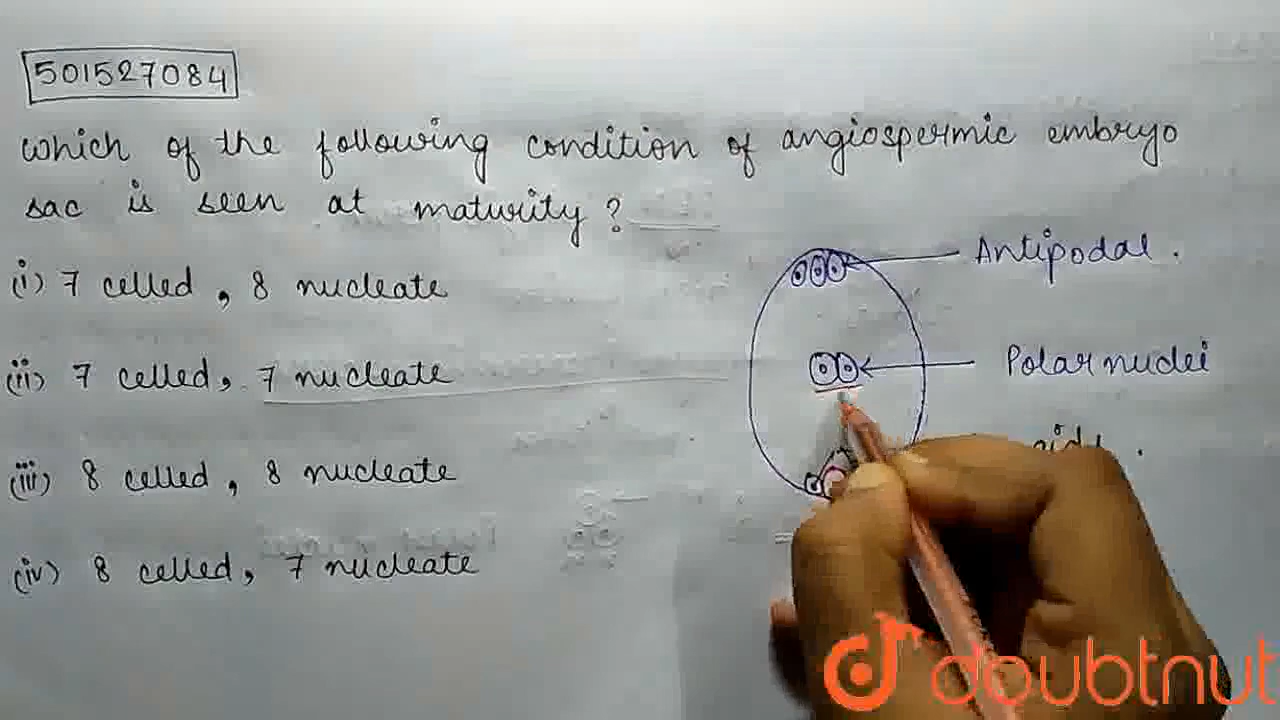 501527084
which of the following condition of angiospermic embryo
sac is seen at maturity ?
(i) 7 celled , 8 nucleate
(ii) 7 celled, 7 nucleate
(iii) 8 celled , 8 nucleate
(iv) 8 celled, 7 nucleate
Antipodal .
Polar nuclei
doubtnut